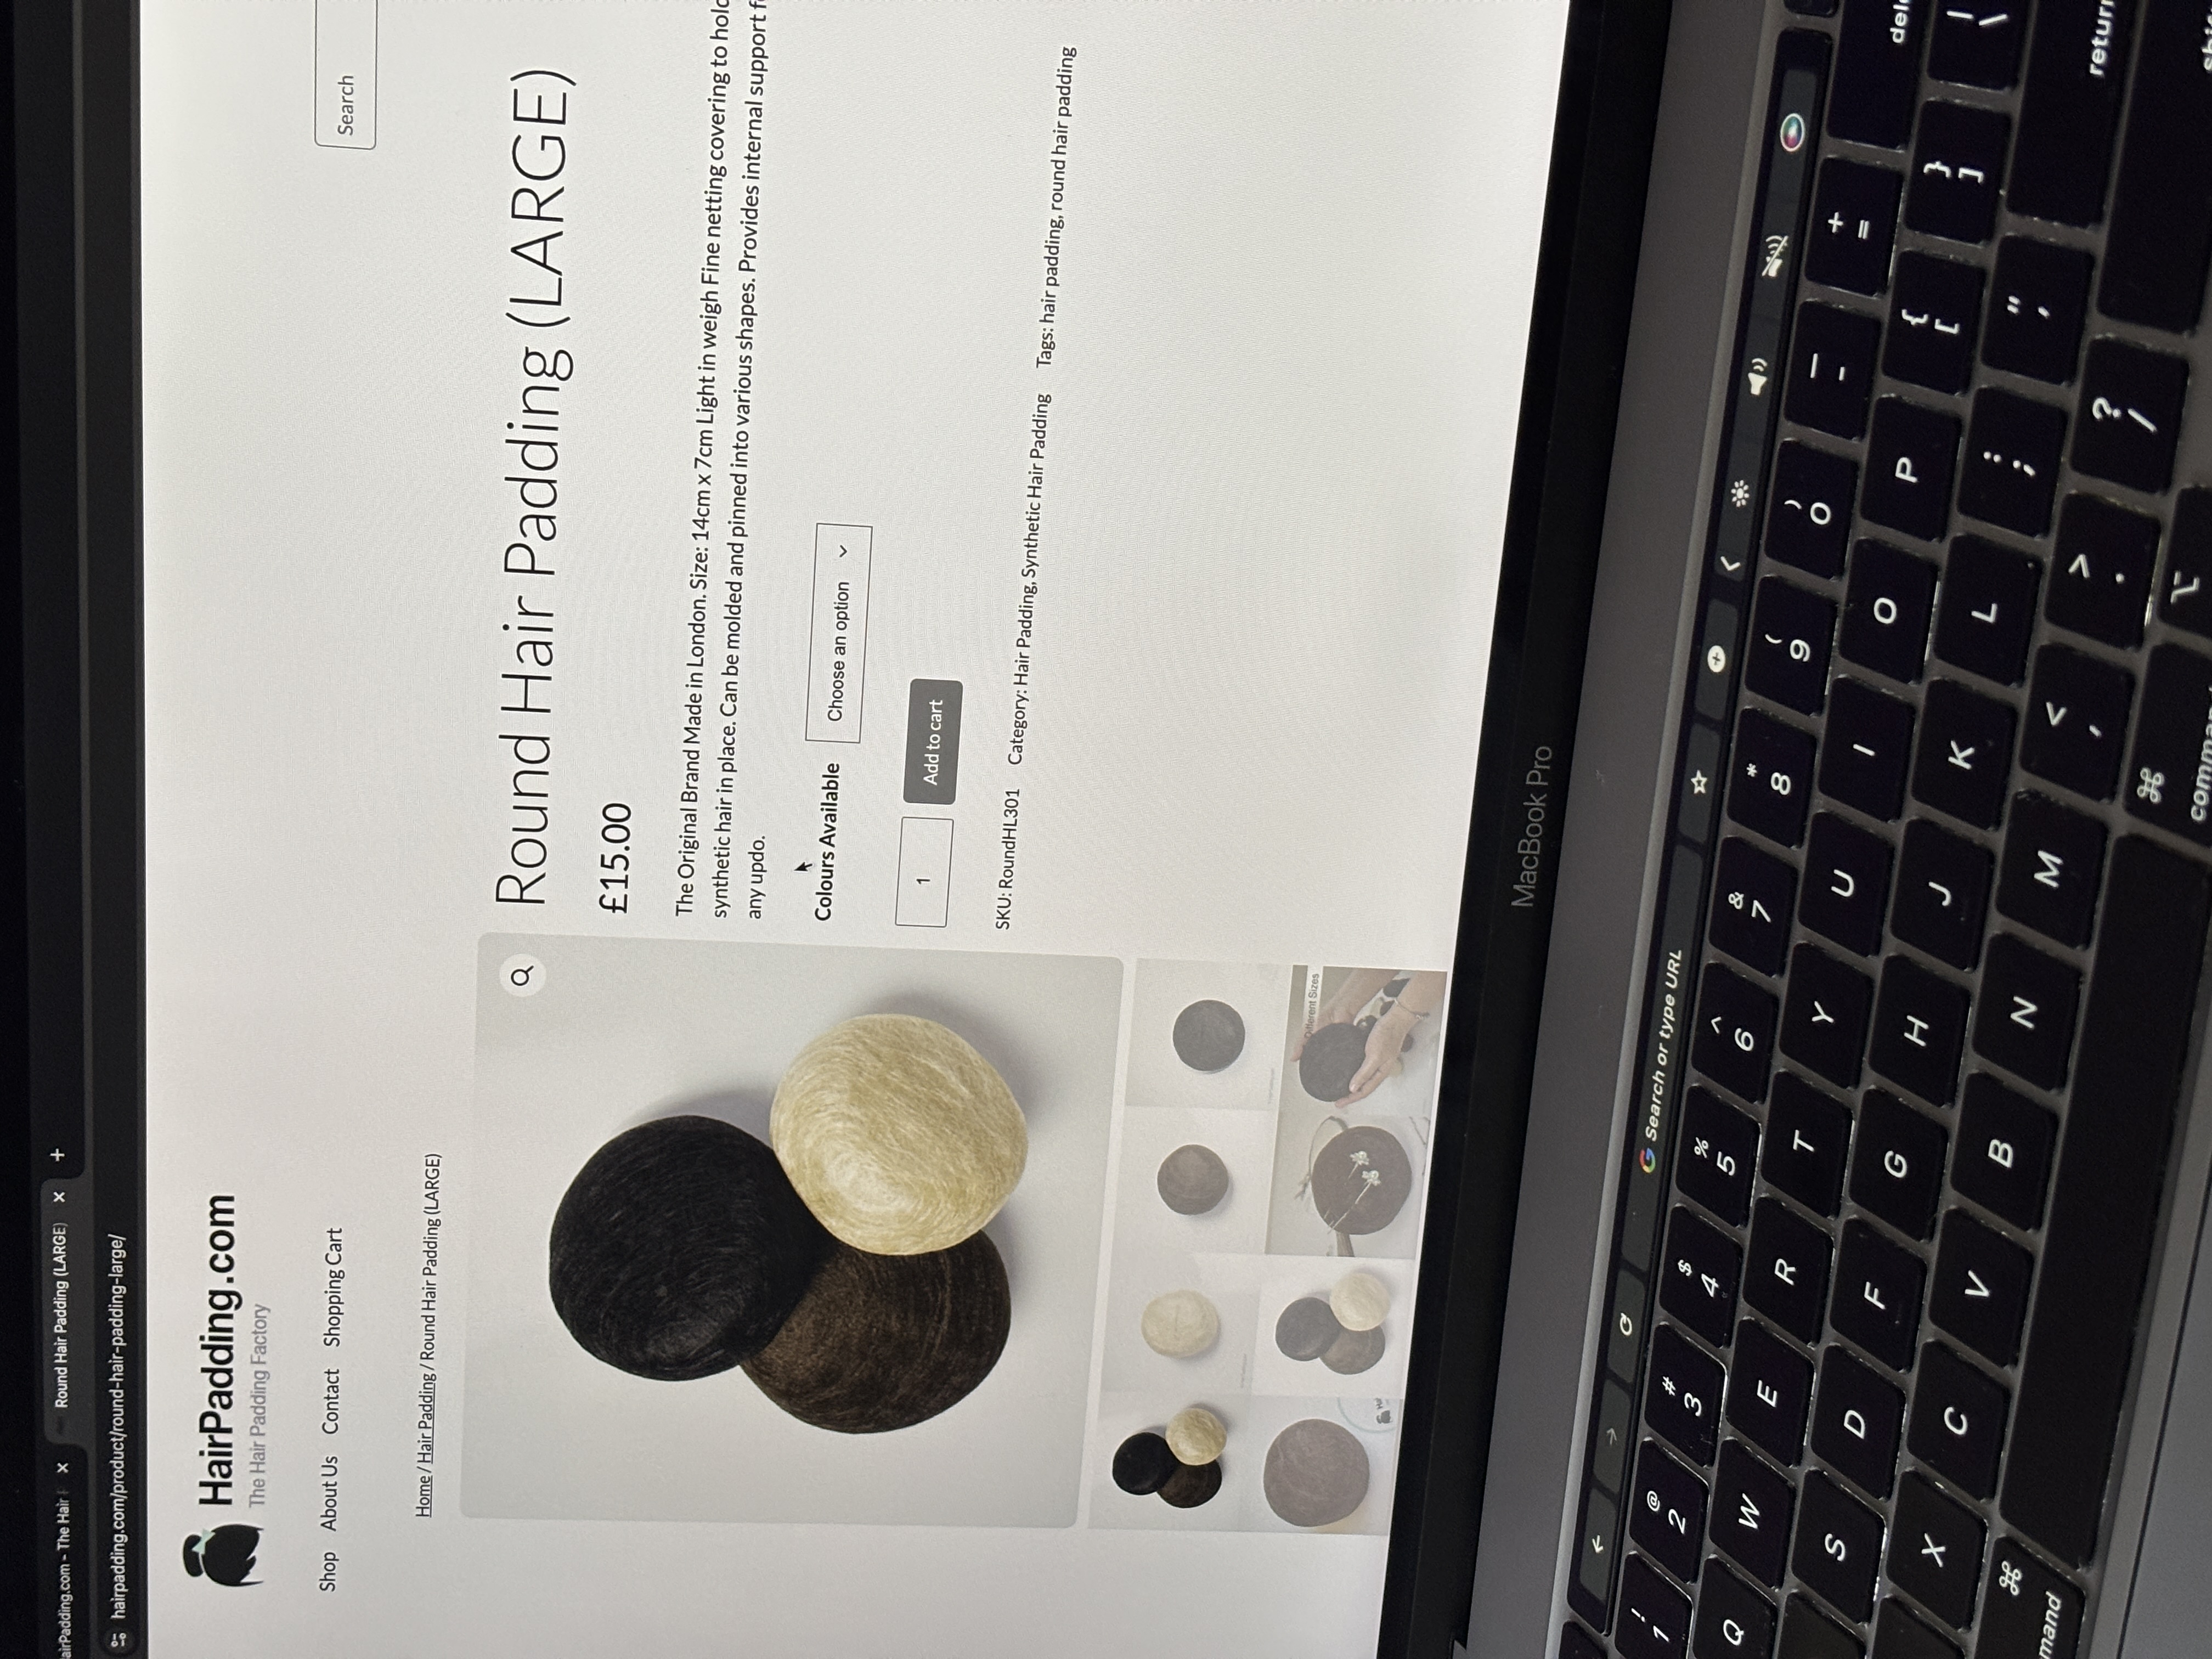 airPadding.com - The Hair
Round Hair Padding (LARGE)
hairpadding.com/product/round-hair-padding-large/
HairPadding.com
The Hair Padding Factory
Shop About Us Contact Shopping Cart
Search
Home / Hair Padding / Round Hair Padding (LARGE)
Round Hair Padding (LARGE)
£15.00
The Original Brand Made in London. Size: 14cm x 7cm Light in weigh Fine netting covering to hold
synthetic hair in place. Can be molded and pinned into various shapes. Provides internal support f
any updo.
Colours Available Choose an option
1 Add to cart
SKU: RoundHL301 Category: Hair Padding, Synthetic Hair Padding Tags: hair padding, round hair padding
Different Sizes
MacBook Pro
Search or type URL
! @ # $ % ^ & * ( ) — +
1 2 3 4 5 6 7 8 9 0 - =
del
Q W E R T Y U I O P { } |
[ ] \
S D F G H J K L : "
; '
return
X C V B N M < > ?
, . /
⌘ ⌘ ⌥
mand
comma
shif